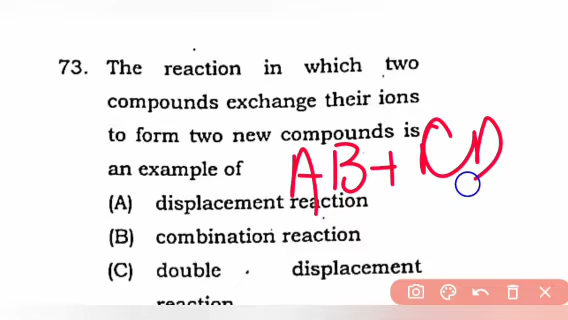 73. The reaction in which two
compounds exchange their ions
to form two new compounds is
an example of
AB+ CD
(A) displacement reaction
(B) combination reaction
(C) double displacement
reaction